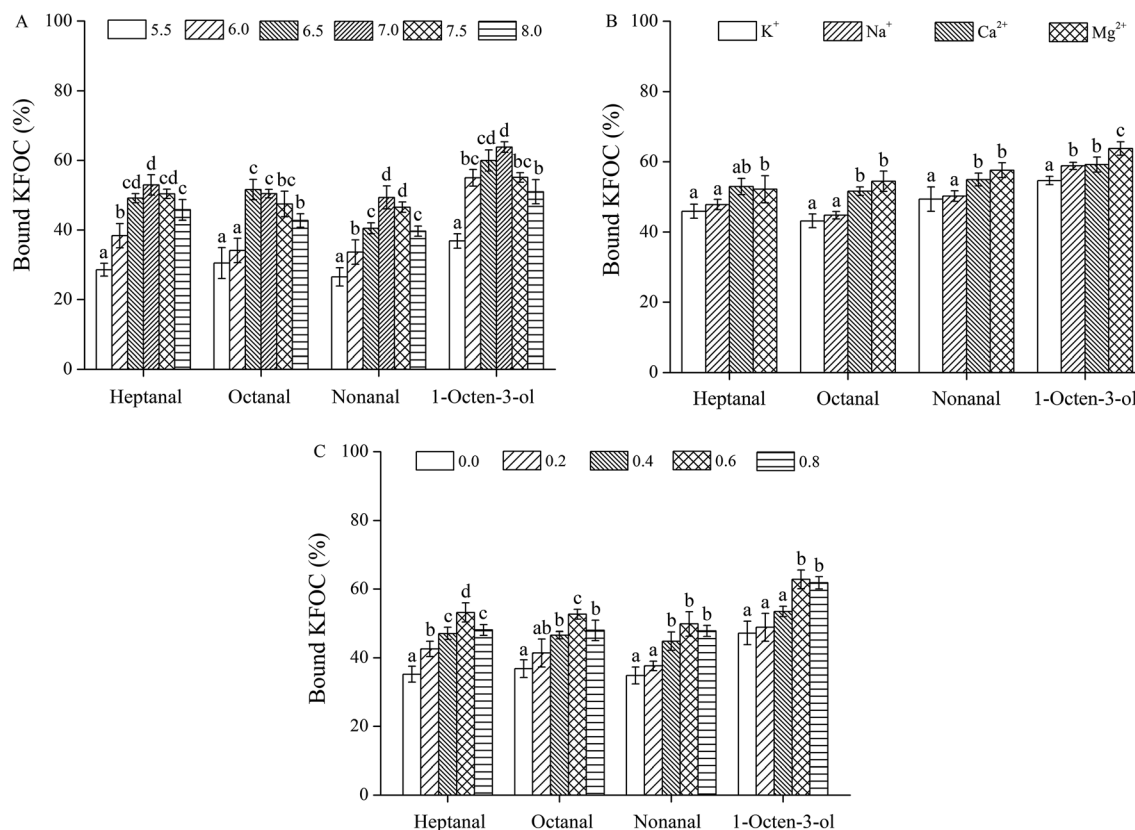 A
5.5 6.0 6.5 7.0 7.5 8.0
Bound KFOC (%)
100
80
60
40
20
0
a b cd d cd c
a a c c bc b
a b c d d c
a bc cd d bc b
Heptanal Octanal Nonanal 1-Octen-3-ol
B
K+ Na+ Ca2+ Mg2+
Bound KFOC (%)
100
80
60
40
20
0
a a ab b
a a b b
a a b b
a b b c
Heptanal Octanal Nonanal 1-Octen-3-ol
C
0.0 0.2 0.4 0.6 0.8
Bound KFOC (%)
100
80
60
40
20
0
a b c d c
a ab b c b
a a b b b
a a a b b
Heptanal Octanal Nonanal 1-Octen-3-ol